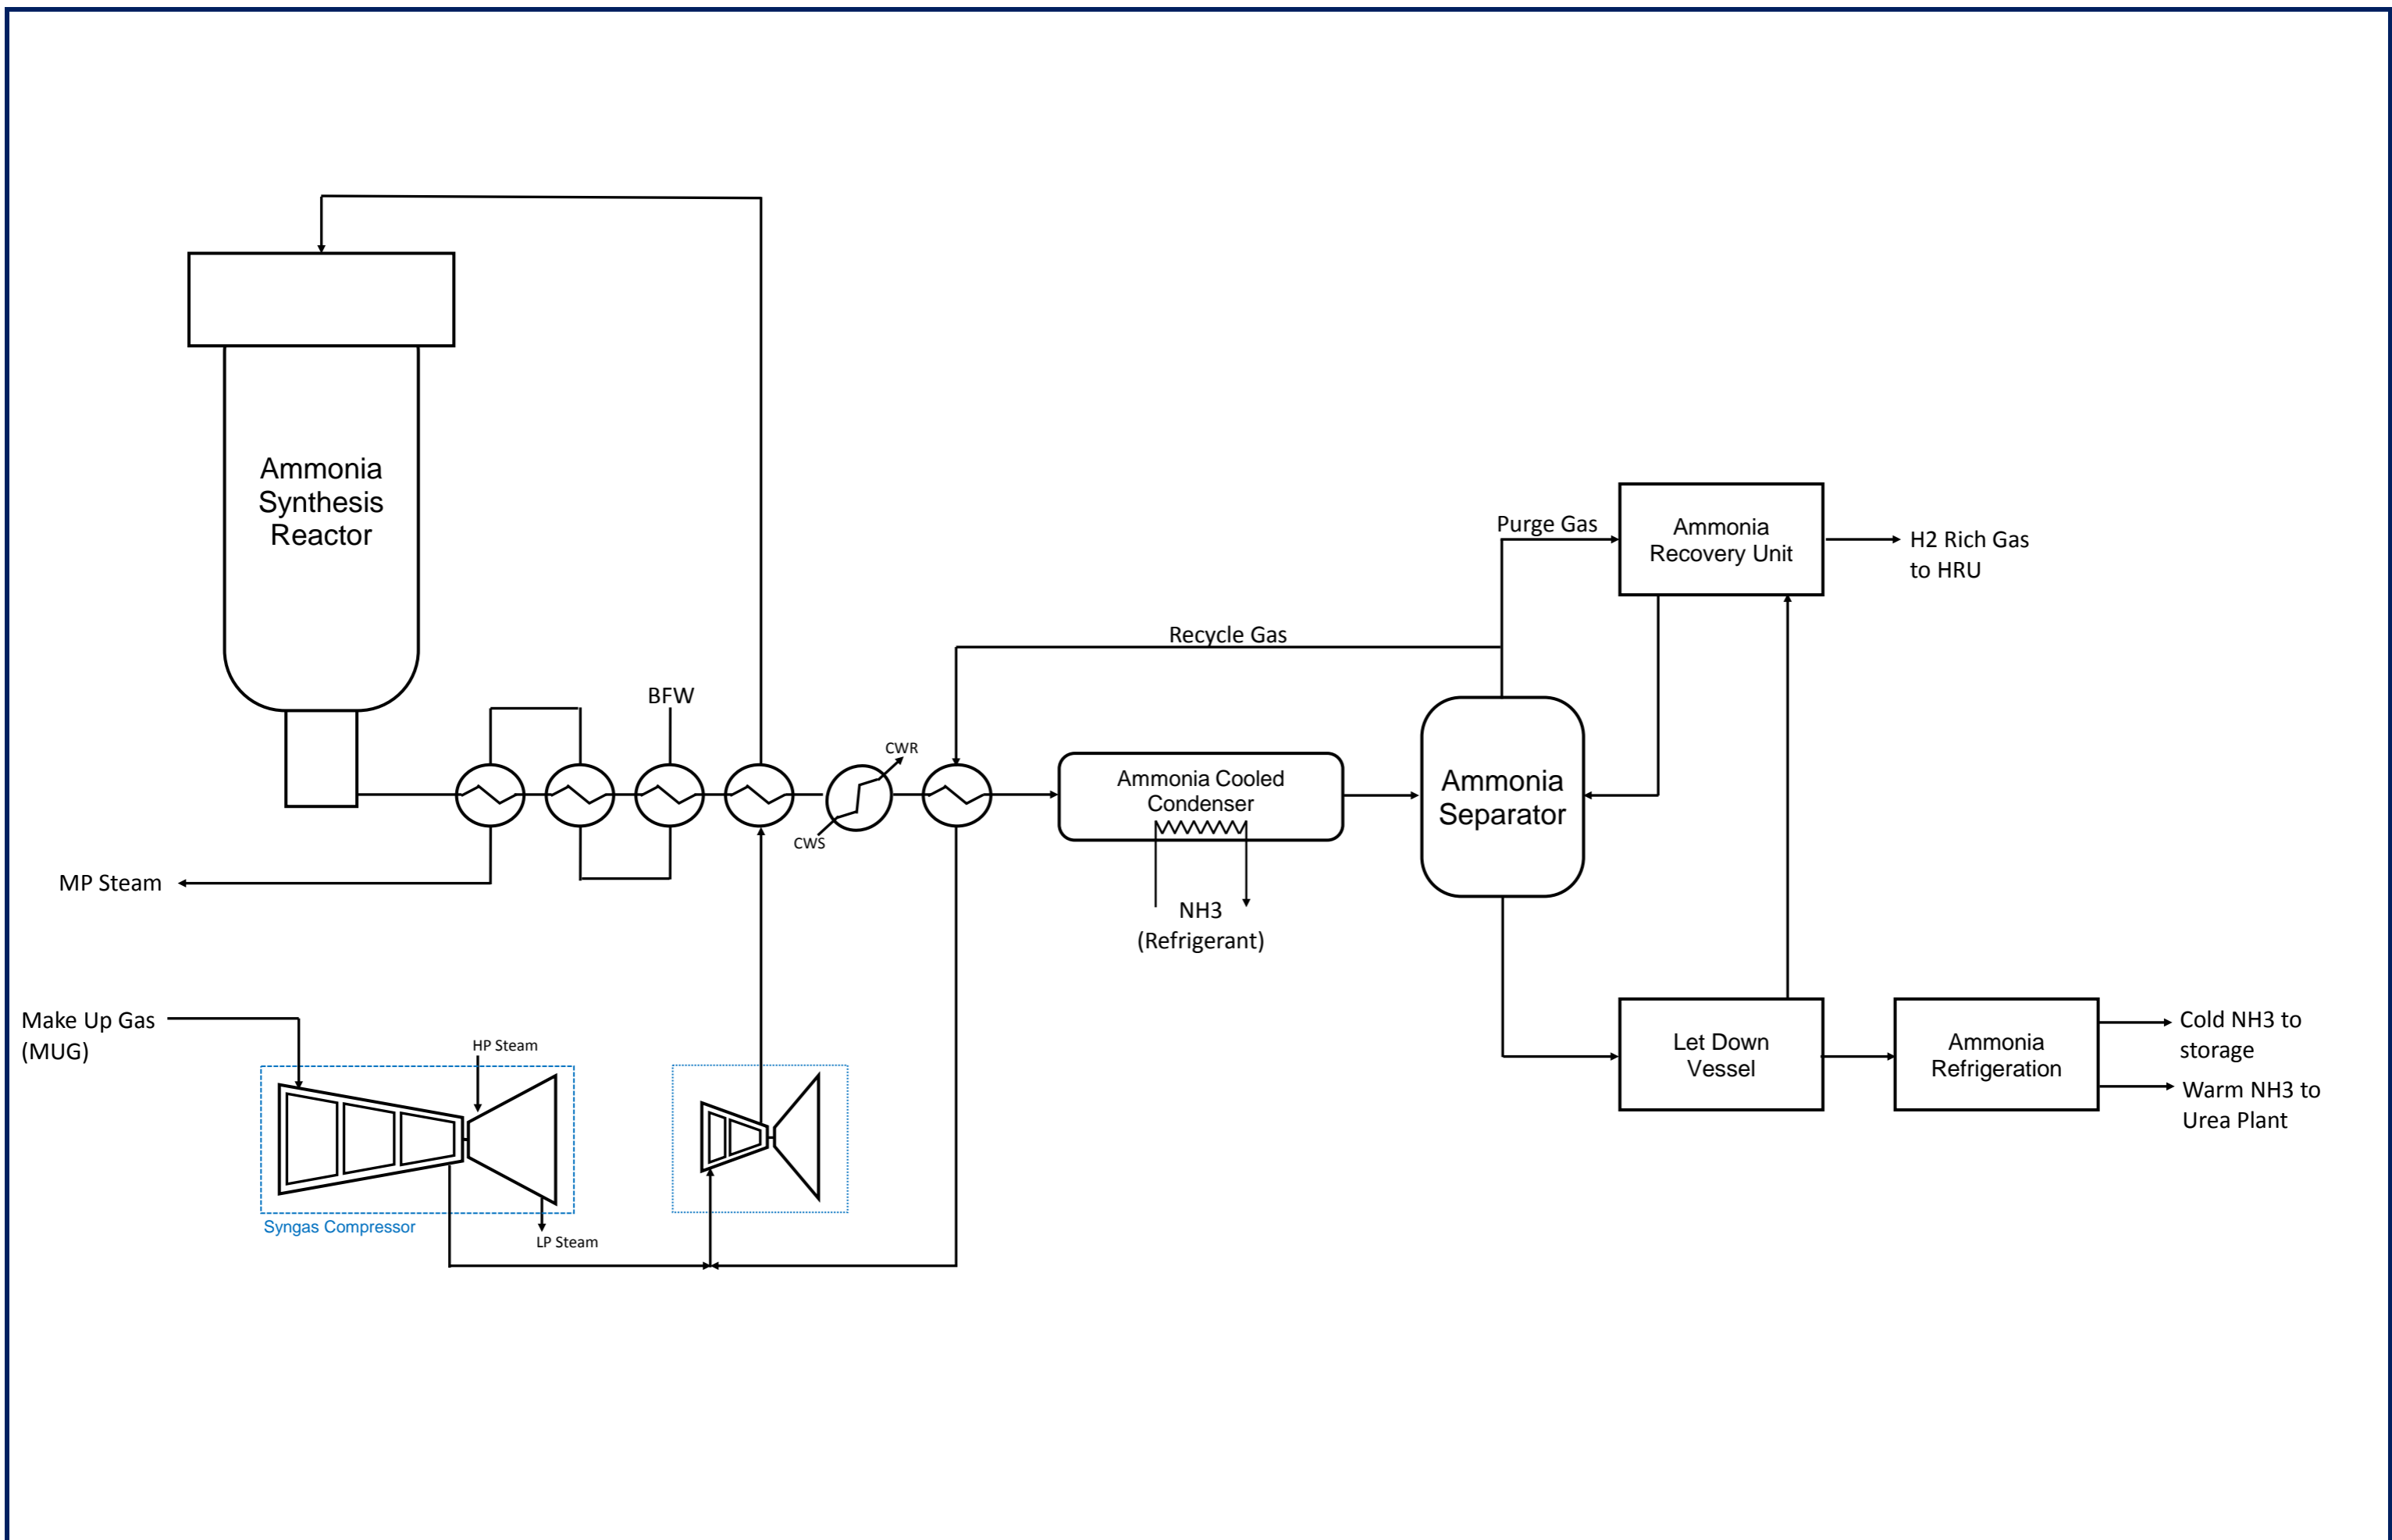 Ammonia
Synthesis
Reactor
Purge Gas
Ammonia
Recovery Unit
H2 Rich Gas
to HRU
Recycle Gas
BFW
CWR
CWS
Ammonia Cooled
Condenser
Ammonia
Separator
MP Steam
NH3
(Refrigerant)
Make Up Gas
(MUG)
HP Steam
LP Steam
Syngas Compressor
Let Down
Vessel
Ammonia
Refrigeration
Cold NH3 to
storage
Warm NH3 to
Urea Plant